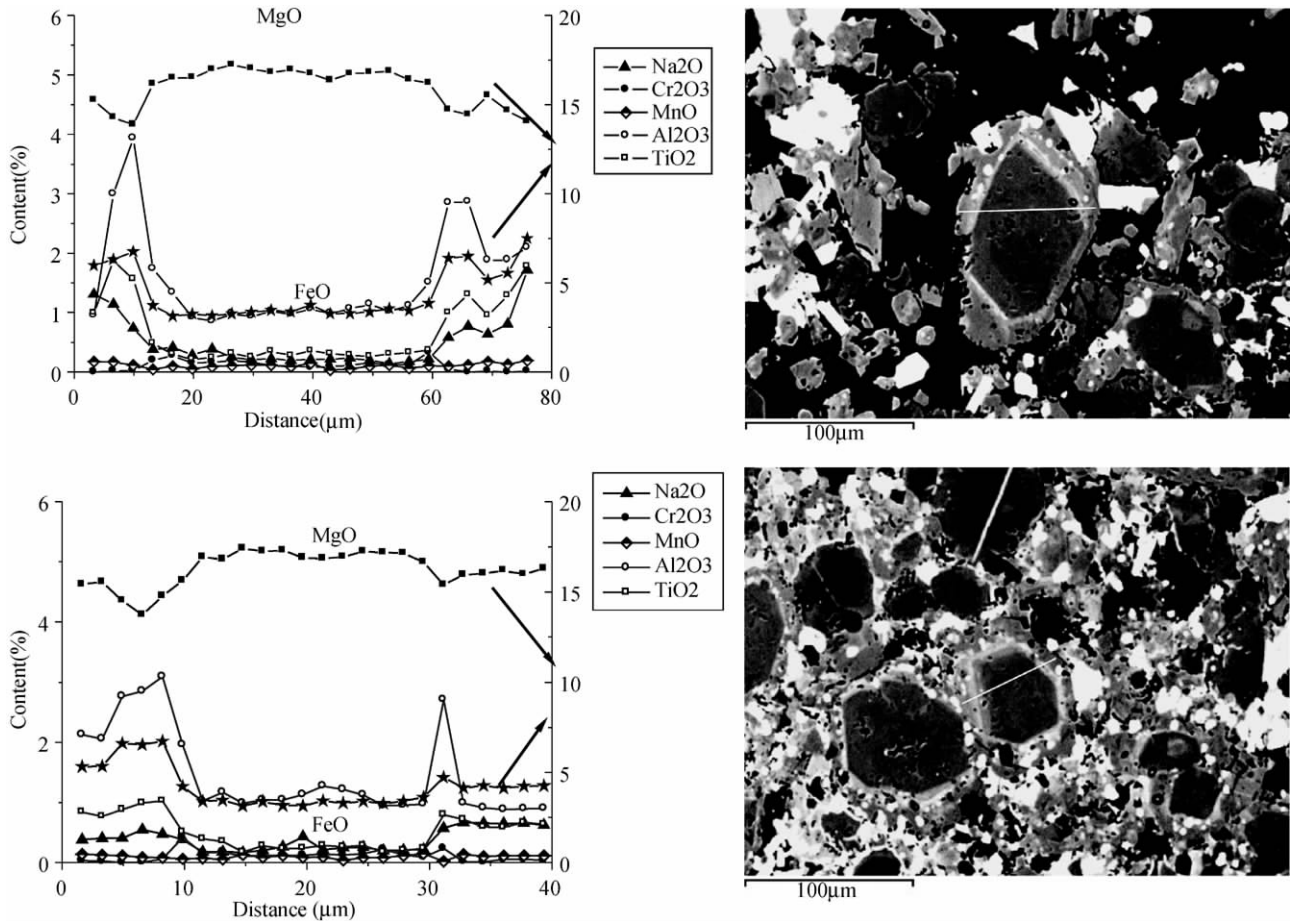 MgO
6
5
4
3
2
1
0
20
15
10
5
0
Content(%)
FeO
0
20
40
60
80
Distance(μm)
Na2O
Cr2O3
MnO
Al2O3
TiO2
100μm
MgO
6
4
2
0
20
15
10
5
0
Content(%)
FeO
0
10
20
30
40
Distance (μm)
Na2O
Cr2O3
MnO
Al2O3
TiO2
100μm